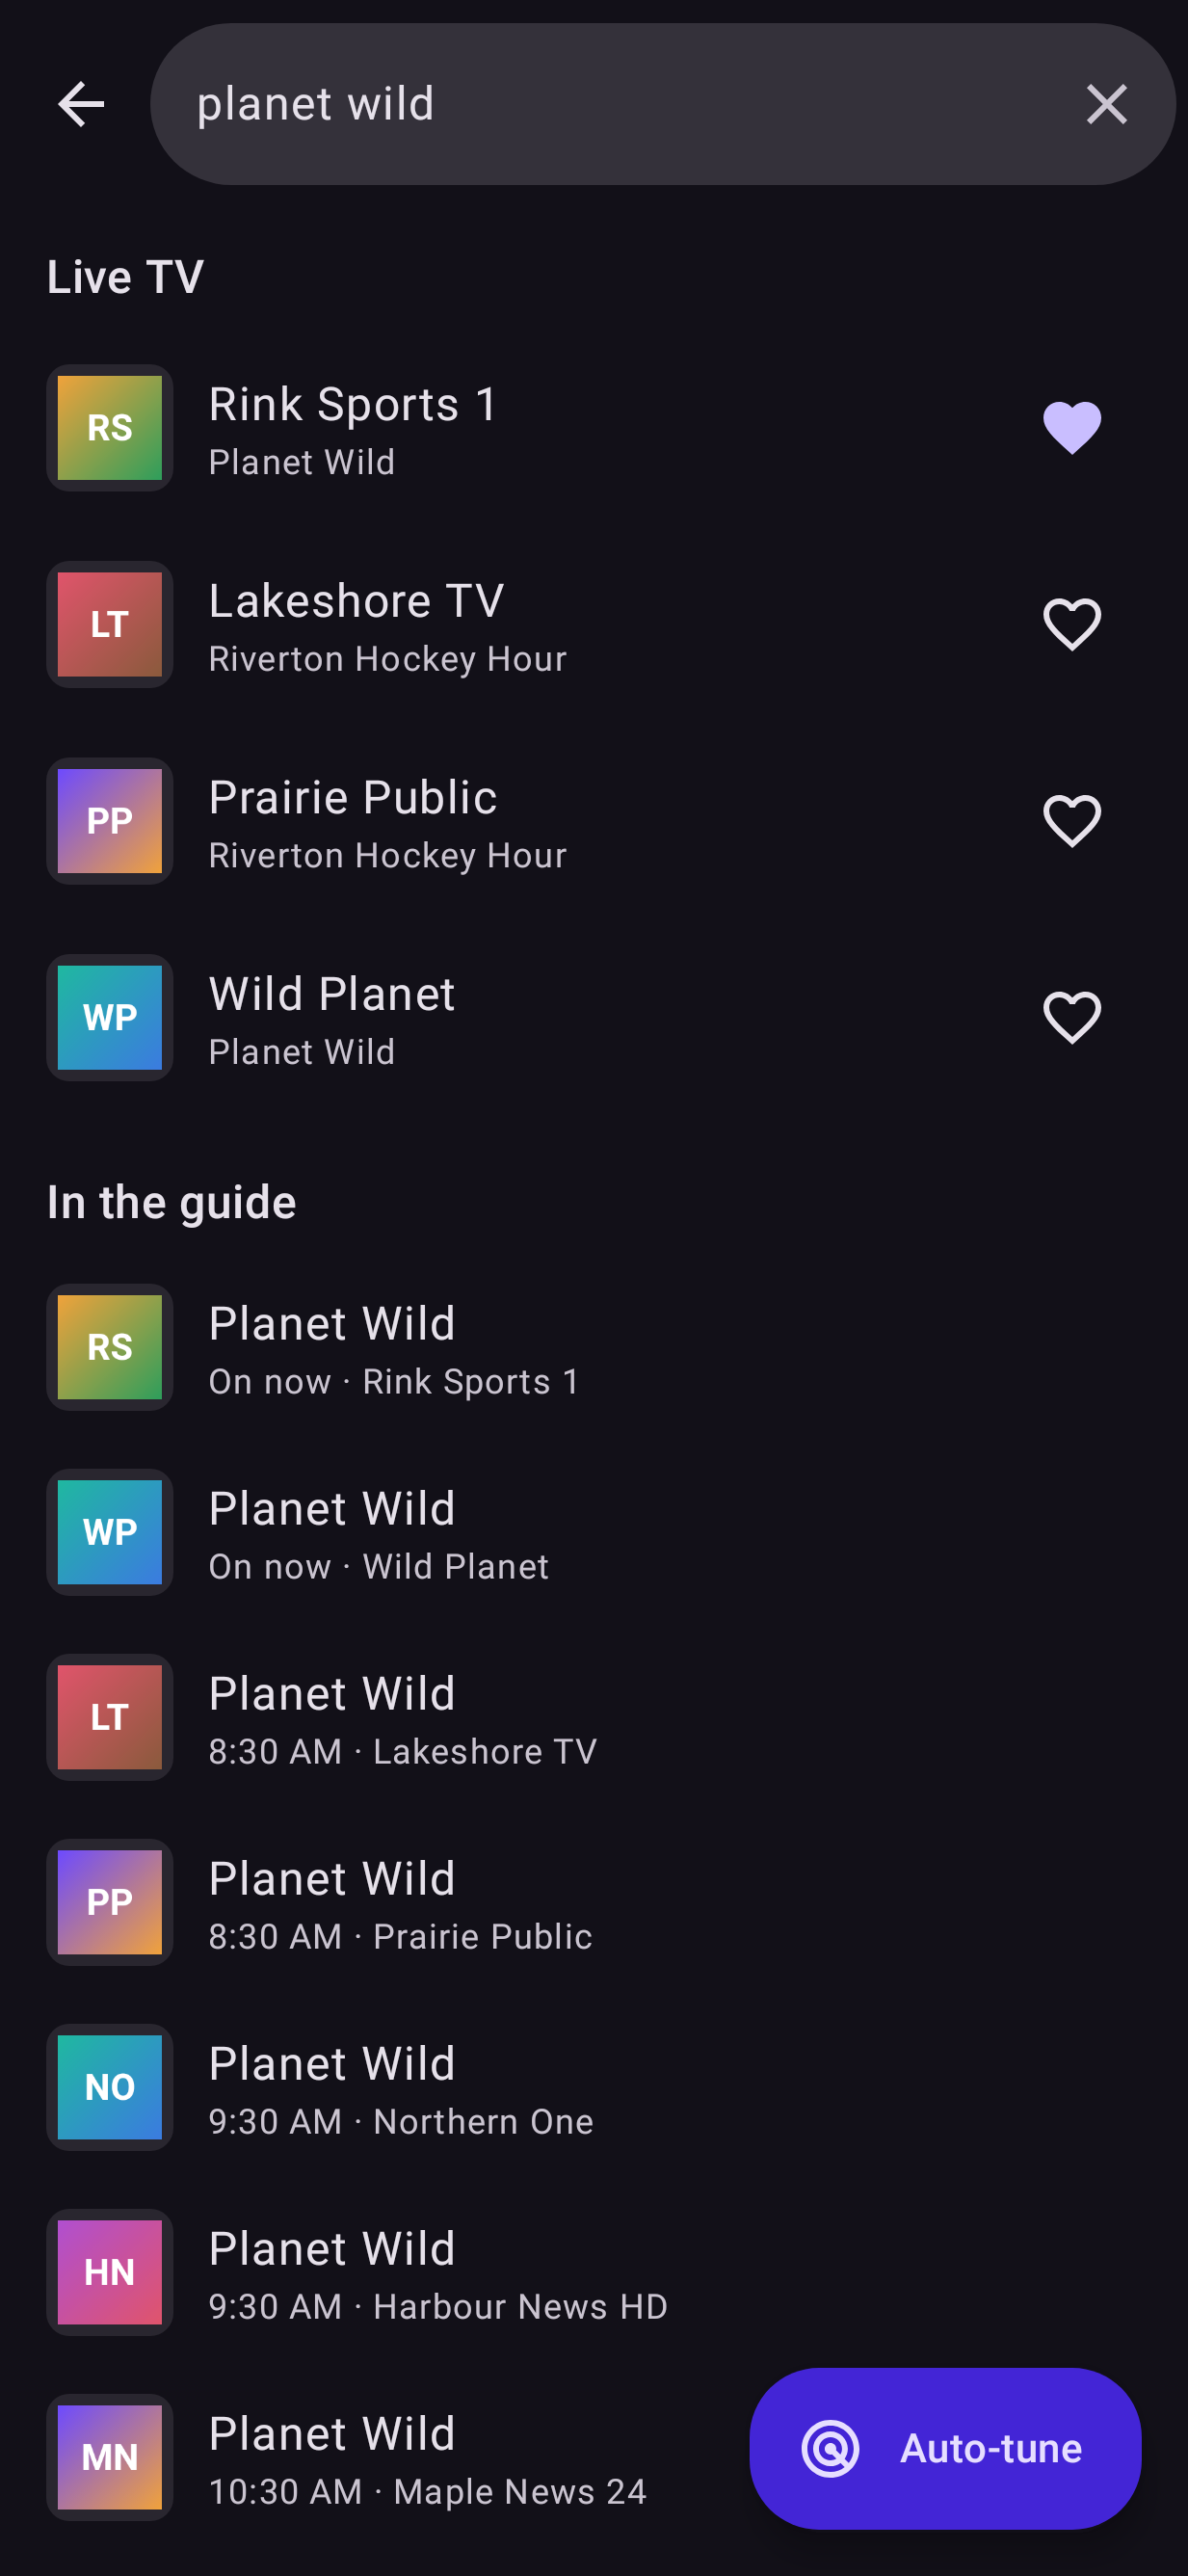 planet wild
Live TV
RS
Rink Sports 1
Planet Wild
LT
Lakeshore TV
Riverton Hockey Hour
PP
Prairie Public
Riverton Hockey Hour
WP
Wild Planet
Planet Wild
In the guide
RS
Planet Wild
On now · Rink Sports 1
WP
Planet Wild
On now · Wild Planet
LT
Planet Wild
8:30 AM · Lakeshore TV
PP
Planet Wild
8:30 AM · Prairie Public
NO
Planet Wild
9:30 AM · Northern One
HN
Planet Wild
9:30 AM · Harbour News HD
MN
Planet Wild
10:30 AM · Maple News 24
Auto-tune